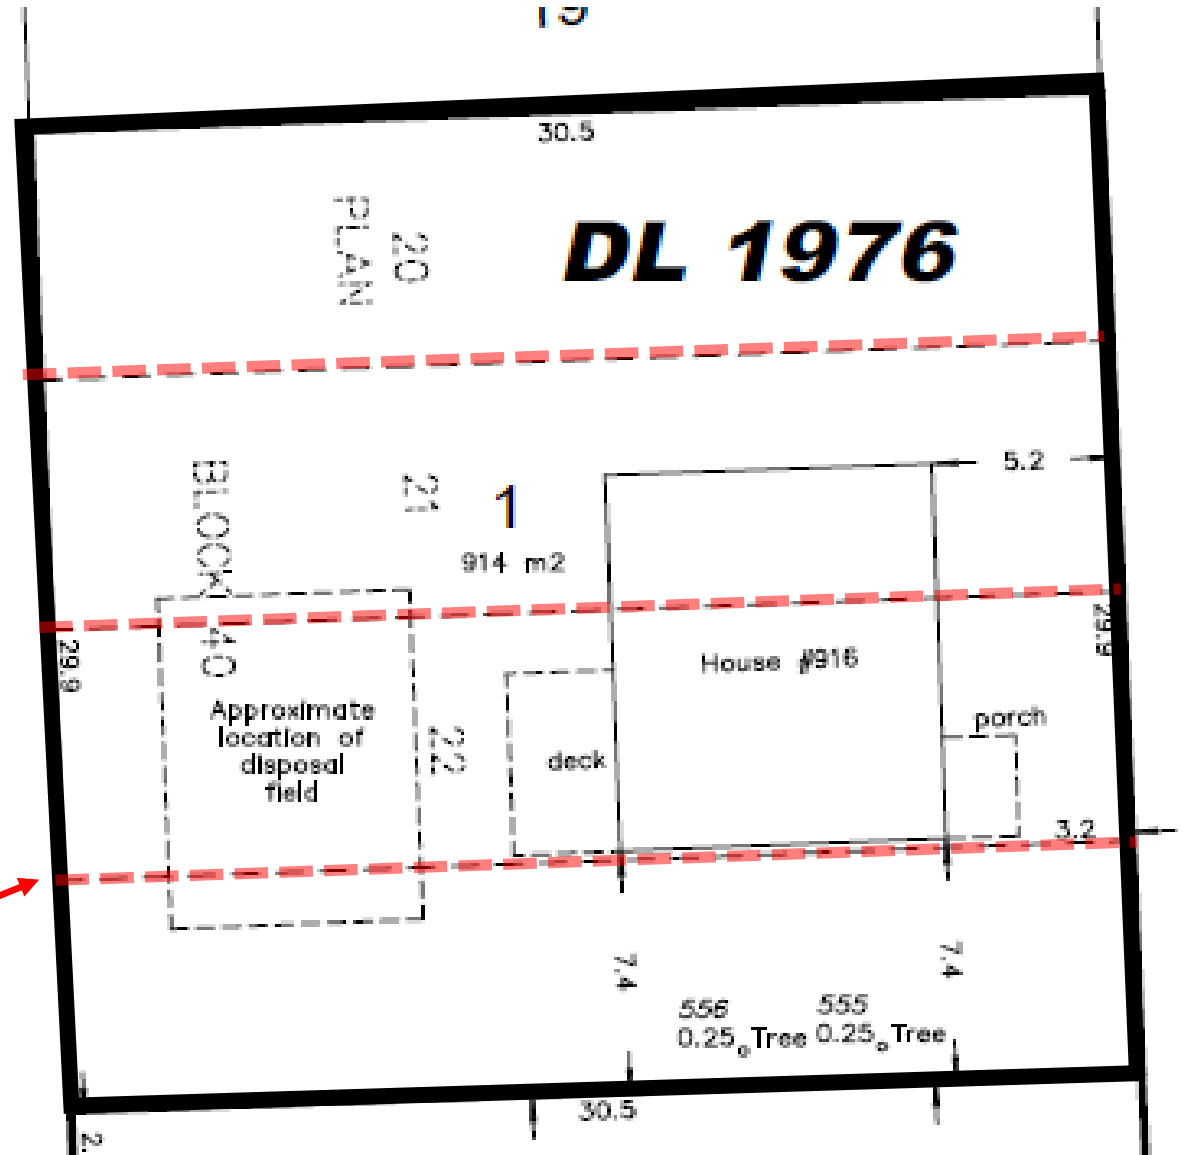 19
30.5
DL 1976
PLAN
20
5.2
BLOCK 40
21
1
914 m2
29.9
29.9
House #916
Approximate
location of
disposal
field
22
deck
porch
3.2
7.4
7.4
556
0.25 Tree
555
0.25 Tree
30.5
2.